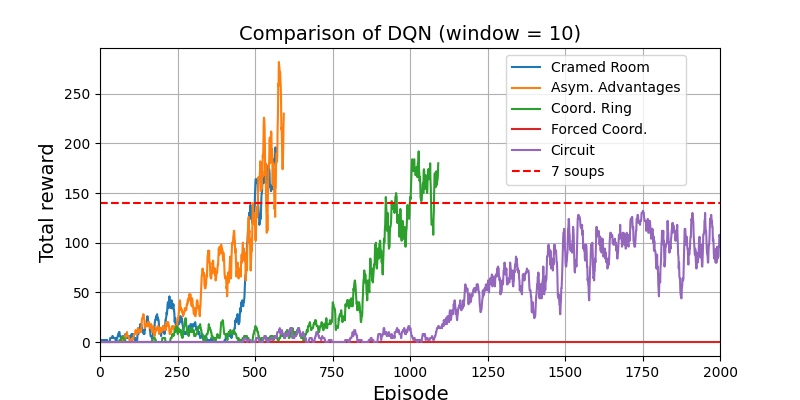 Comparison of DQN (window = 10)
Total reward
250
200
150
100
50
0
Cramed Room
Asym. Advantages
Coord. Ring
Forced Coord.
Circuit
7 soups
0 250 500 750 1000 1250 1500 1750 2000
Episode